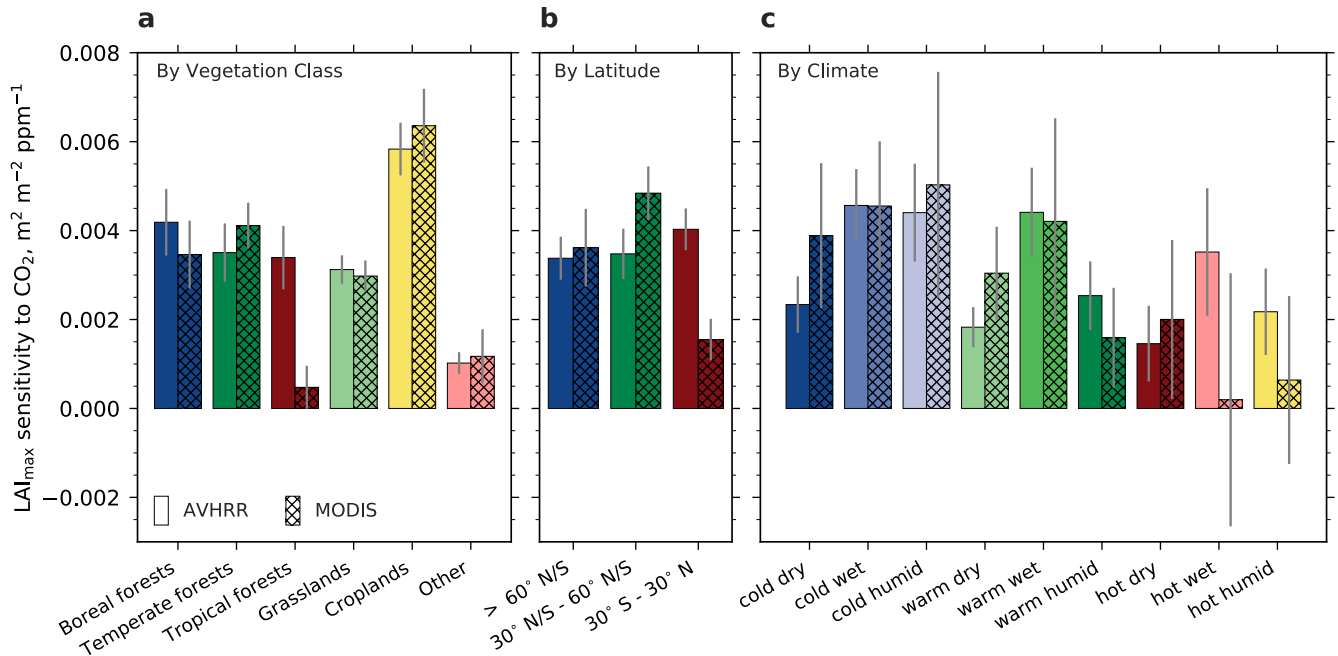 a
b
c
By Vegetation Class
By Latitude
By Climate
LAImax sensitivity to CO2, m² m⁻² ppm⁻¹
0.008
0.006
0.004
0.002
0.000
−0.002
AVHRR
MODIS
Boreal forests
Temperate forests
Tropical forests
Grasslands
Croplands
Other
> 60° N/S
30° N/S - 60° N/S
30° S - 30° N
cold dry
cold wet
cold humid
warm dry
warm wet
warm humid
hot dry
hot wet
hot humid